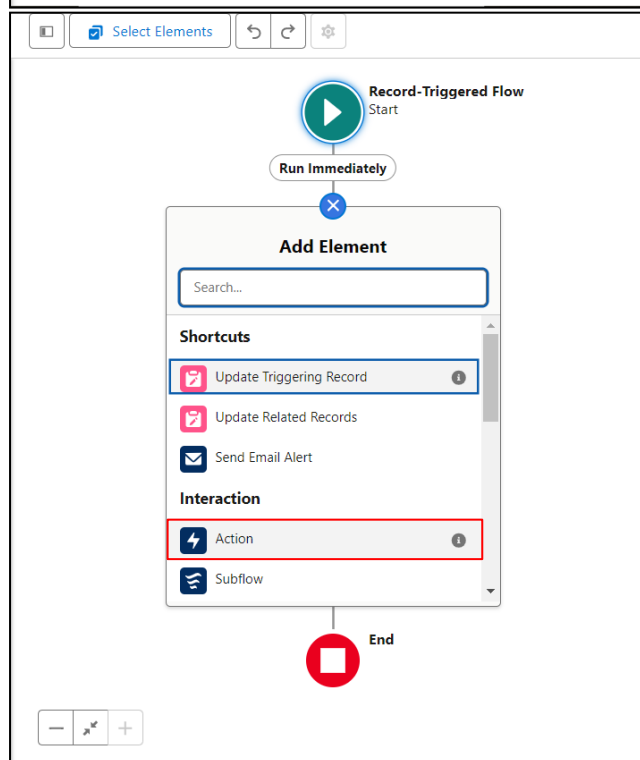 Select Elements
Record-Triggered Flow
Start
Run Immediately
Add Element
Search...
Shortcuts
Update Triggering Record
Update Related Records
Send Email Alert
Interaction
Action
Subflow
End